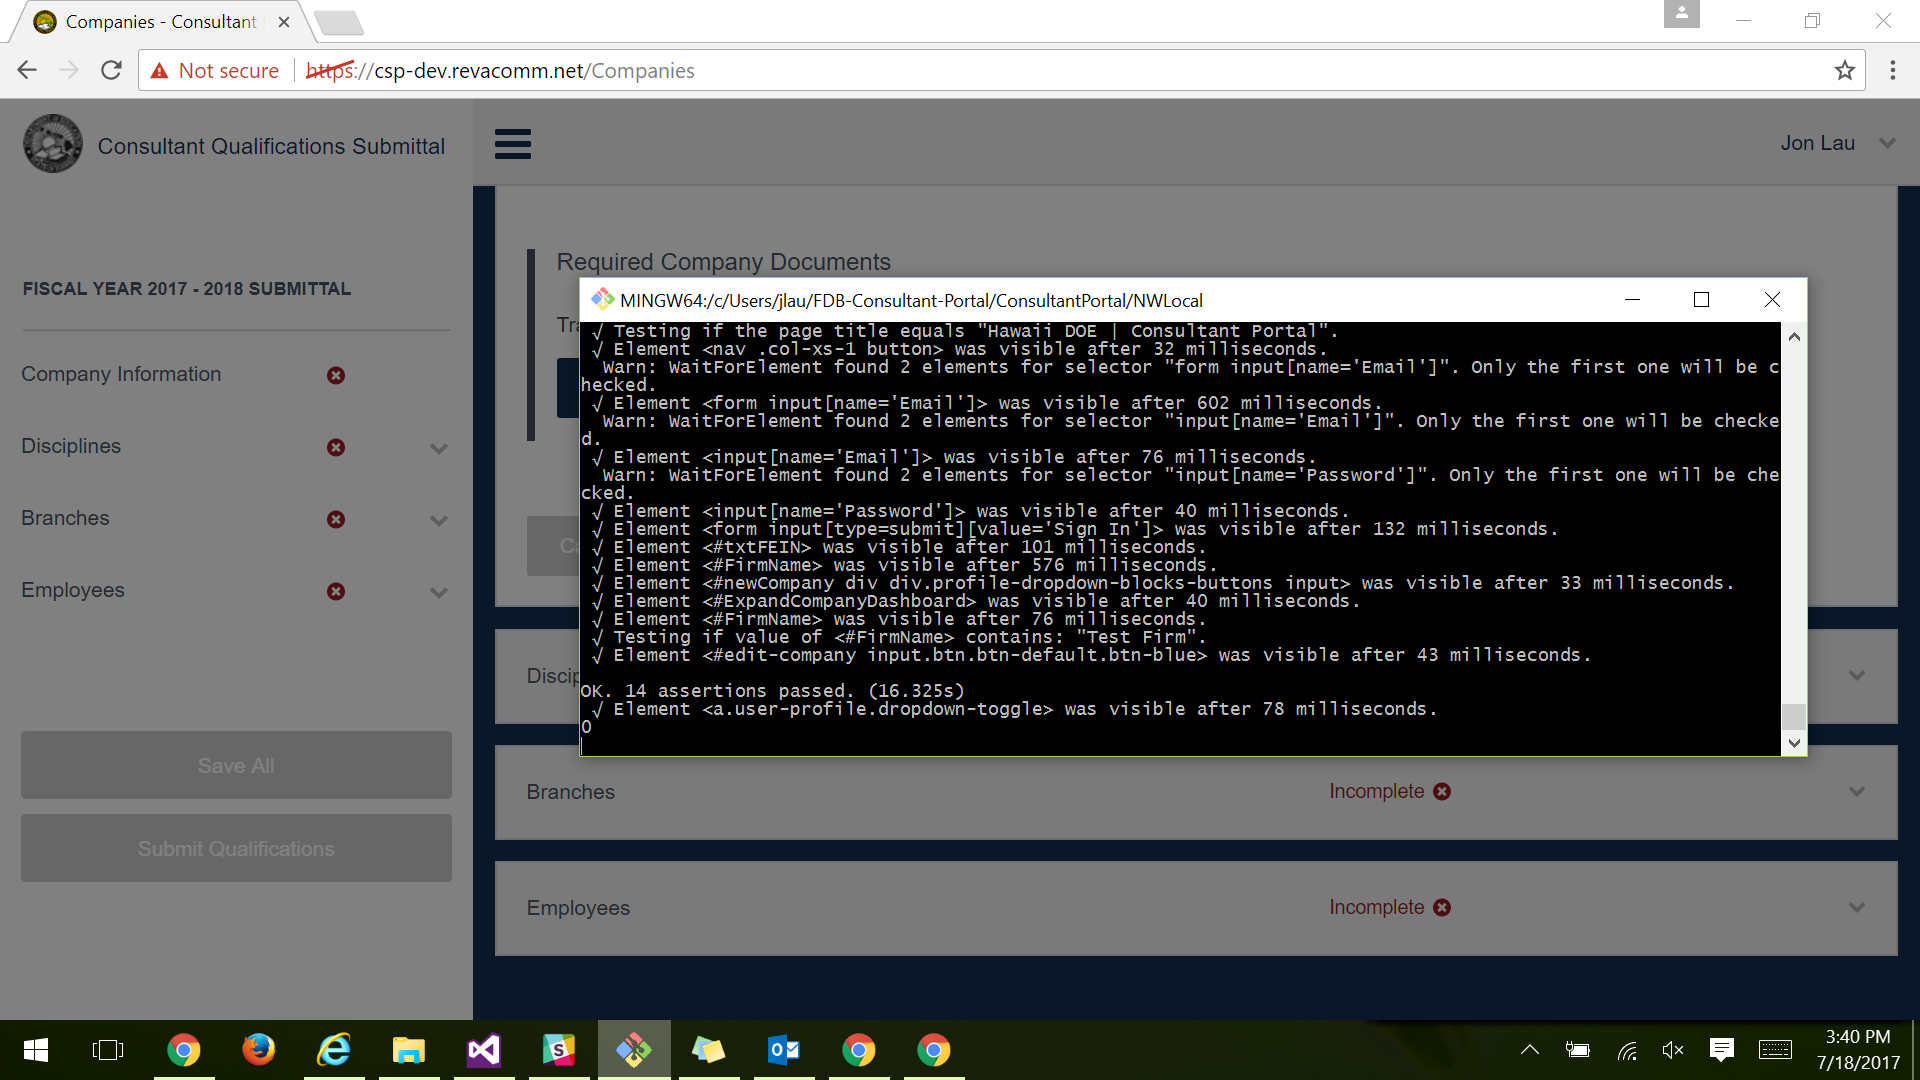 Companies - Consultant
Not secure
https://csp-dev.revacomm.net/Companies
Consultant Qualifications Submittal
Jon Lau
FISCAL YEAR 2017 - 2018 SUBMITTAL
Company Information
Disciplines
Branches
Employees
Save All
Submit Qualifications
Required Company Documents
Tra
Ca
MINGW64:/c/Users/jlau/FDB-Consultant-Portal/ConsultantPortal/NWLocal
√ Testing if the page title equals "Hawaii DOE | Consultant Portal".
√ Element <nav .col-xs-1 button> was visible after 32 milliseconds.
Warn: WaitForElement found 2 elements for selector "form input[name='Email']". Only the first one will be c
hecked.
√ Element <form input[name='Email']> was visible after 602 milliseconds.
Warn: WaitForElement found 2 elements for selector "input[name='Email']". Only the first one will be checke
d.
√ Element <input[name='Email']> was visible after 76 milliseconds.
Warn: WaitForElement found 2 elements for selector "input[name='Password']". Only the first one will be che
cked.
√ Element <input[name='Password']> was visible after 40 milliseconds.
√ Element <form input[type=submit][value='Sign In']> was visible after 132 milliseconds.
√ Element <#txtFEIN> was visible after 101 milliseconds.
√ Element <#FirmName> was visible after 576 milliseconds.
√ Element <#newCompany div div.profile-dropdown-blocks-buttons input> was visible after 33 milliseconds.
√ Element <#ExpandCompanyDashboard> was visible after 40 milliseconds.
√ Element <#FirmName> was visible after 76 milliseconds.
√ Testing if value of <#FirmName> contains: "Test Firm".
√ Element <#edit-company input.btn.btn-default.btn-blue> was visible after 43 milliseconds.
OK. 14 assertions passed. (16.325s)
√ Element <a.user-profile.dropdown-toggle> was visible after 78 milliseconds.
0
Discip
Branches
Incomplete
Employees
Incomplete
3:40 PM
7/18/2017